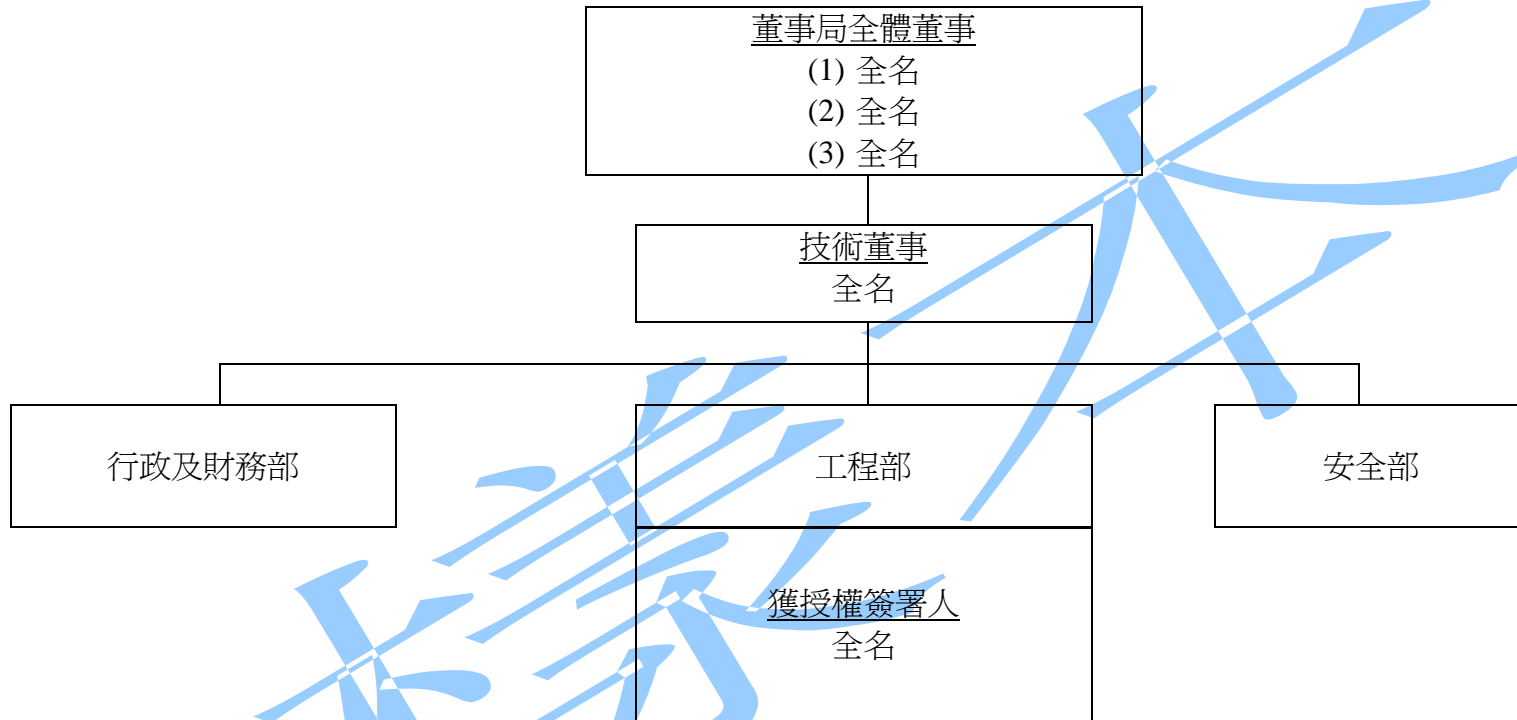 董事局全體董事
(1) 全名
(2) 全名
(3) 全名
技術董事
全名
行政及財務部
工程部
安全部
獲授權簽署人
全名